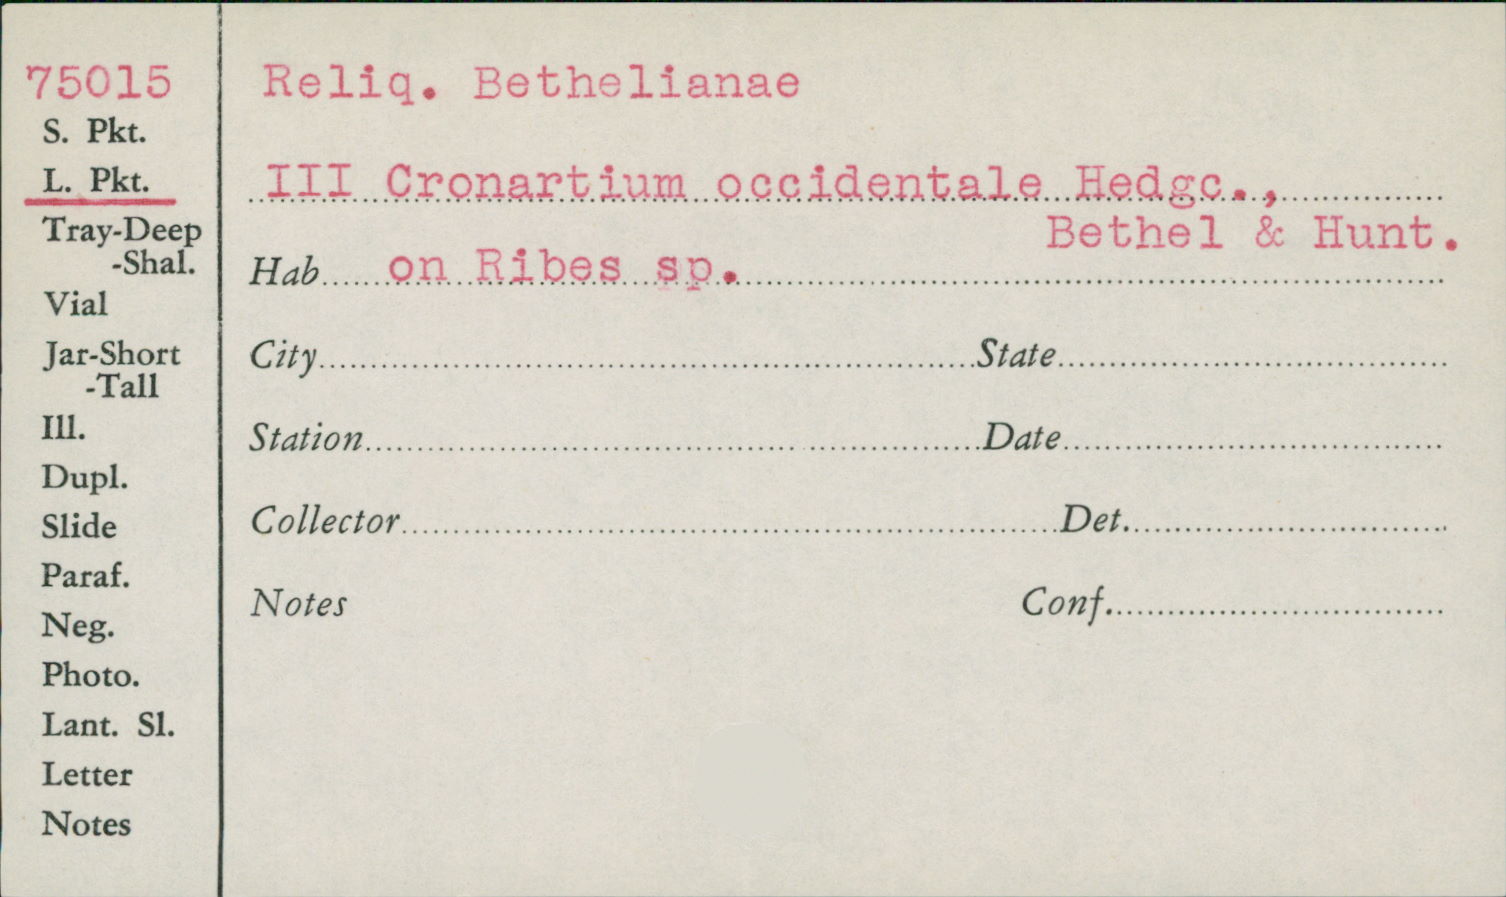 75015
S. Pkt.
L. Pkt.
Tray-Deep
-Shal.
Vial
Jar-Short
-Tall
Ill.
Dupl.
Slide
Paraf.
Neg.
Photo.
Lant. Sl.
Letter
Notes
Reliq. Bethelianae
III Cronartium occidentale Hedgc.,
Bethel & Hunt.
Hab on Ribes sp.
City State
Station Date
Collector Det.
Notes Conf.